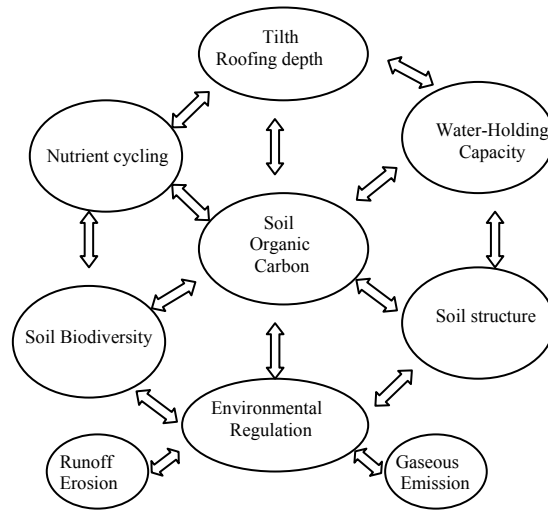 Tilth
Roofing depth
Water-Holding
Capacity
Nutrient cycling
Soil
Organic
Carbon
Soil Biodiversity
Soil structure
Environmental
Regulation
Runoff
Erosion
Gaseous
Emission